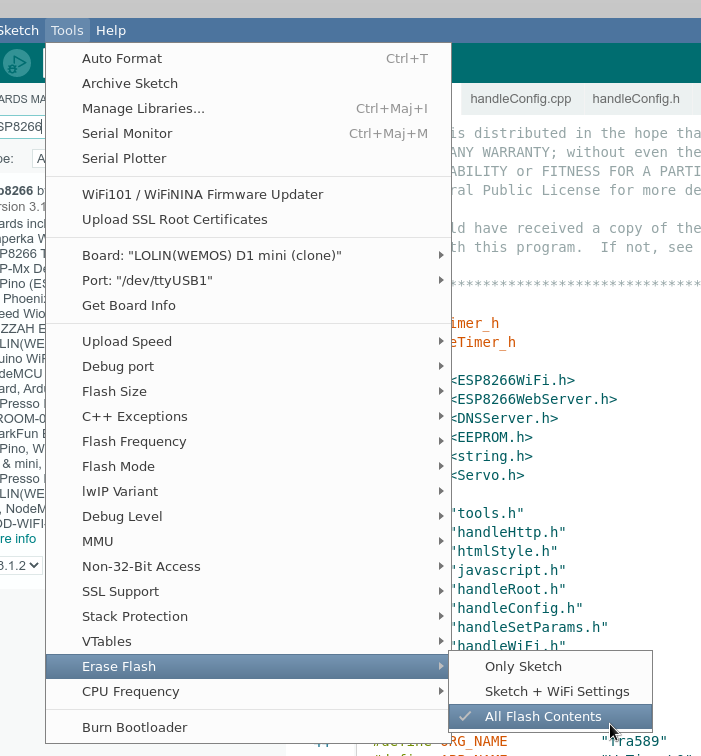 Sketch Tools Help
Auto Format Ctrl+T
Archive Sketch
Manage Libraries... Ctrl+Maj+I
Serial Monitor Ctrl+Maj+M
Serial Plotter
WiFi101 / WiFiNINA Firmware Updater
Upload SSL Root Certificates
Board: "LOLIN(WEMOS) D1 mini (clone)"
Port: "/dev/ttyUSB1"
Get Board Info
Upload Speed
Debug port
Flash Size
C++ Exceptions
Flash Frequency
Flash Mode
lwIP Variant
Debug Level
MMU
Non-32-Bit Access
SSL Support
Stack Protection
VTables
Erase Flash
CPU Frequency
Burn Bootloader
Only Sketch
Sketch + WiFi Settings
✓ All Flash Contents
ARDS MA
SP8266
pe: A
p8266 by
rsion 3.1
ards incl
aperka W
P8266 T
P-Mx De
Pino (ES
Phoenix
eed Wio
ZZAH E
LIN(WE
uino WiF
deMCU
ard, Ard
Presso
ROOM-0
arkFun E
Pino, W
& mini,
Presso
LIN(WE
D, NodeM
OD-WIFI-
re info
3.1.2
handleConfig.cpp handleConfig.h
is distributed in the hope tha
ANY WARRANTY; without even the
ABILITY or FITNESS FOR A PARTI
ral Public License for more de
ld have received a copy of the
th this program. If not, see
******************************
imer_h
eTimer_h
<ESP8266WiFi.h>
<ESP8266WebServer.h>
<DNSServer.h>
<EEPROM.h>
<string.h>
<Servo.h>
"tools.h"
"handleHttp.h"
"htmlStyle.h"
"javascript.h"
"handleRoot.h"
"handleConfig.h"
"handleSetParams.h"
"handleWiFi.h"
#define ORG_NAME "fra589"